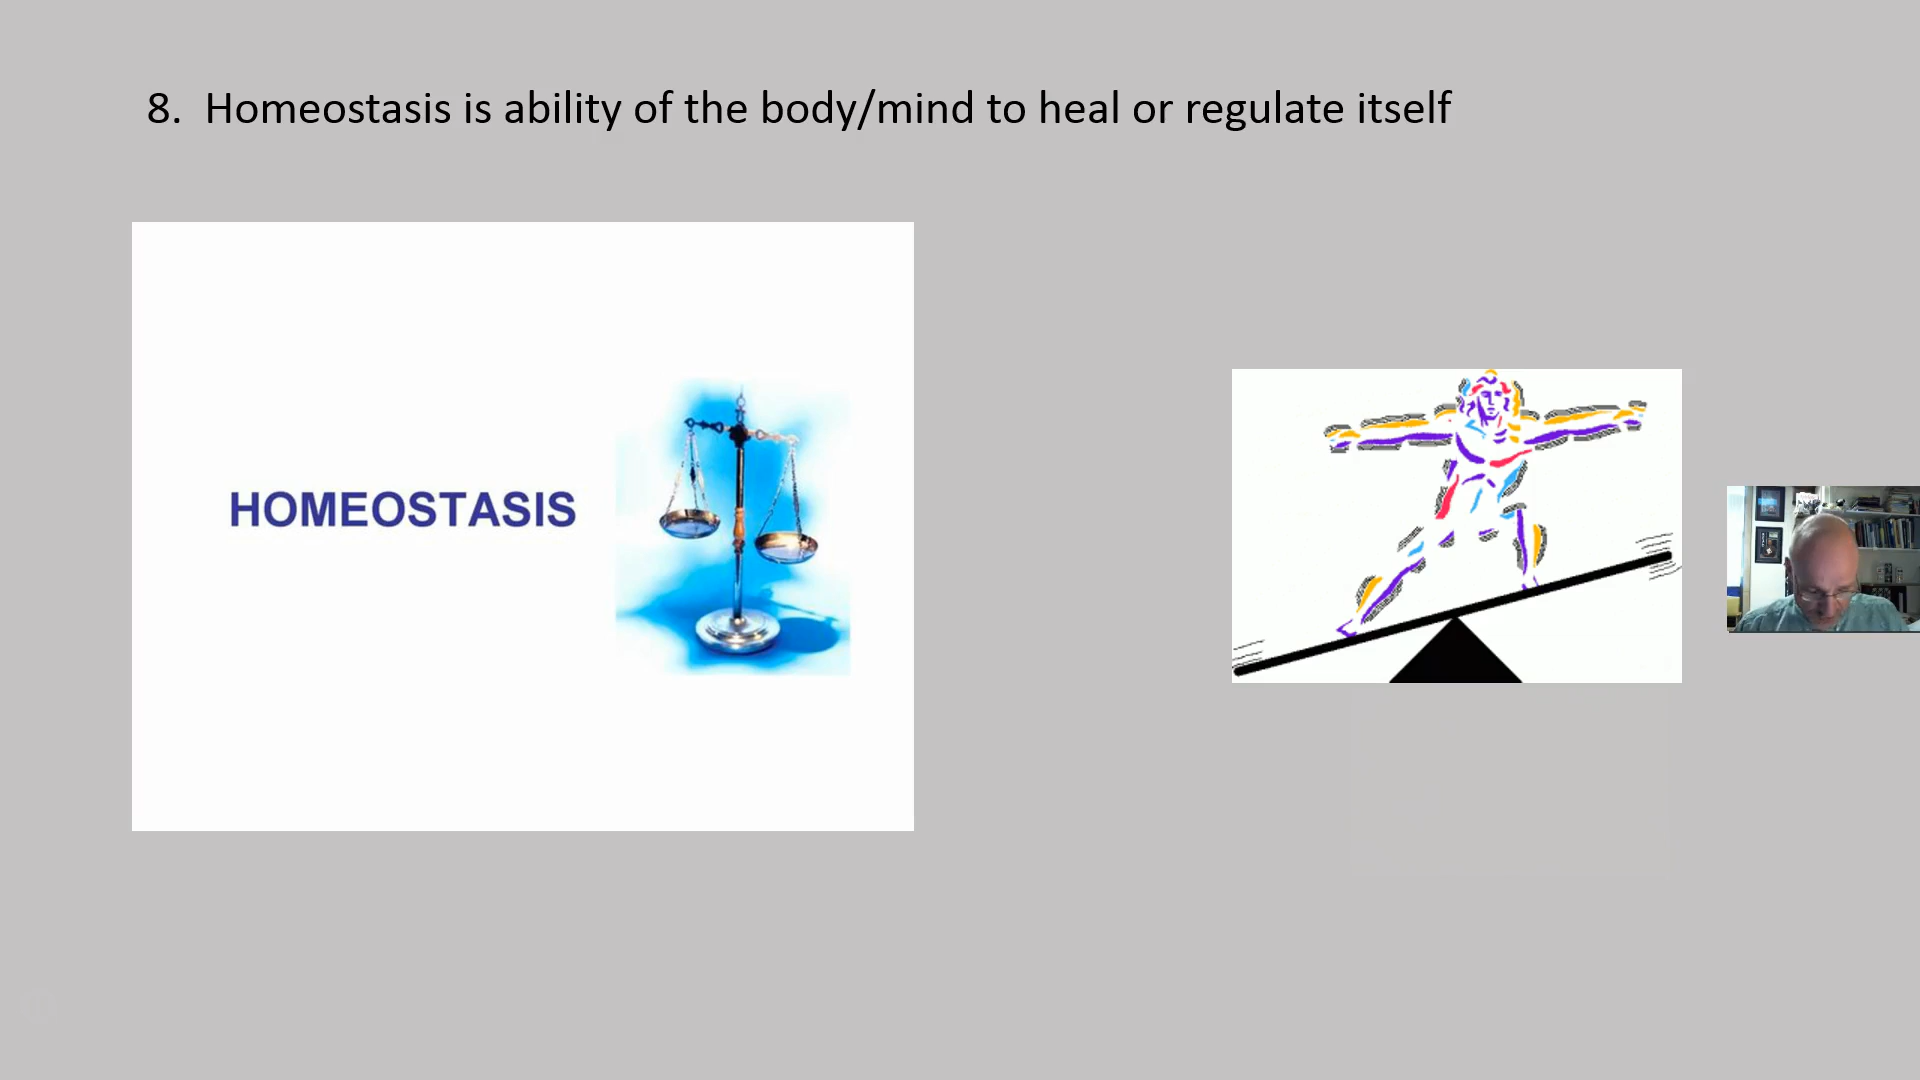 8. Homeostasis is ability of the body/mind to heal or regulate itself
HOMEOSTASIS